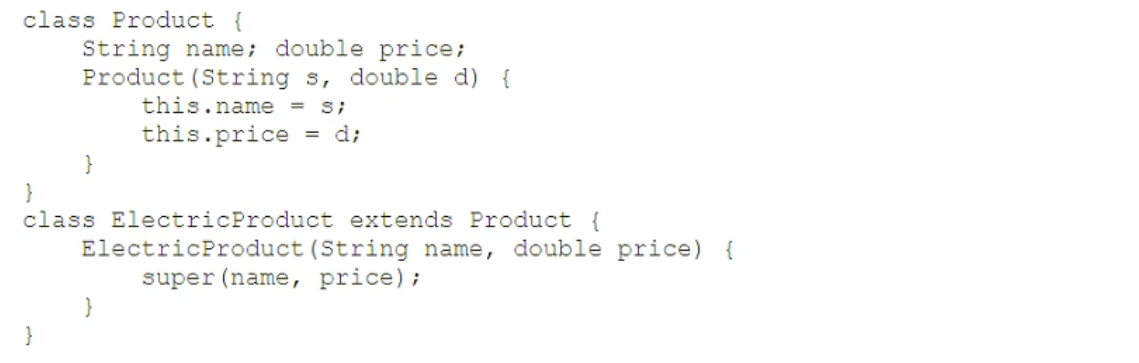 class Product {
    String name; double price;
    Product(String s, double d) {
        this.name = s;
        this.price = d;
    }
}
class ElectricProduct extends Product {
    ElectricProduct(String name, double price) {
        super(name, price);
    }
}